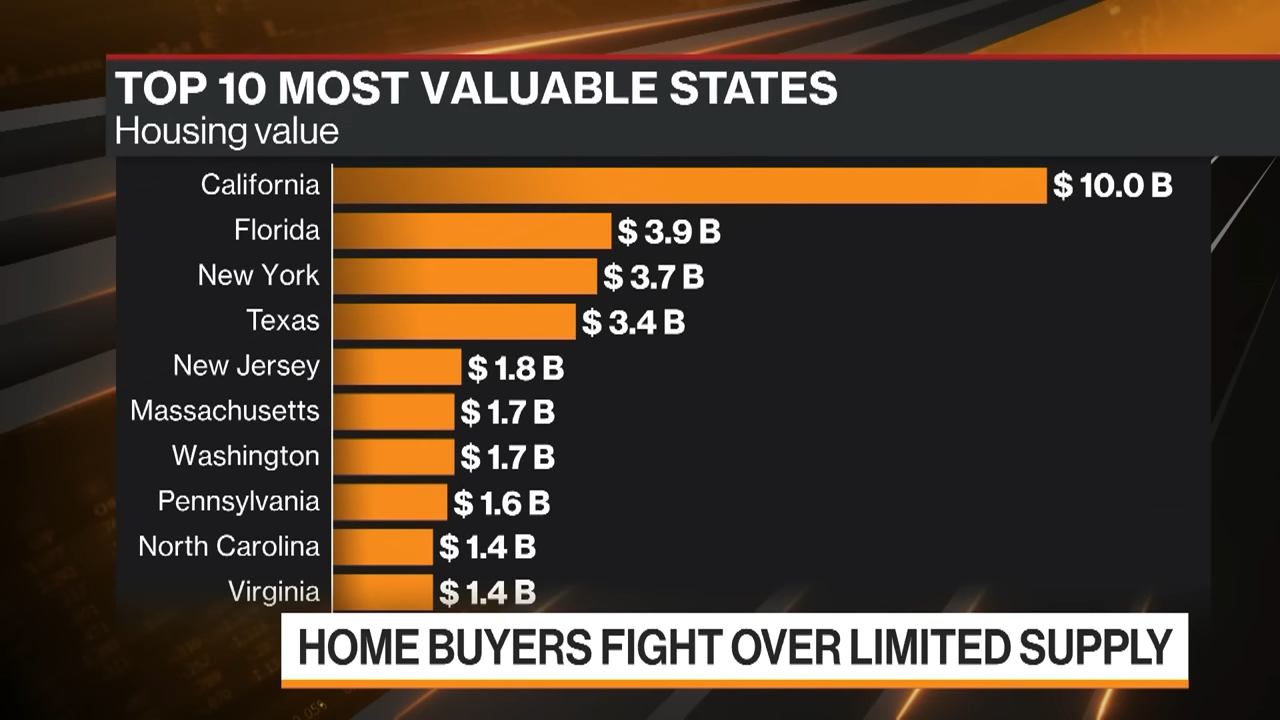 TOP 10 MOST VALUABLE STATES
Housing value
California $ 10.0 B
Florida $ 3.9 B
New York $ 3.7 B
Texas $ 3.4 B
New Jersey $ 1.8 B
Massachusetts $ 1.7 B
Washington $ 1.7 B
Pennsylvania $ 1.6 B
North Carolina $ 1.4 B
Virginia $ 1.4 B
HOME BUYERS FIGHT OVER LIMITED SUPPLY